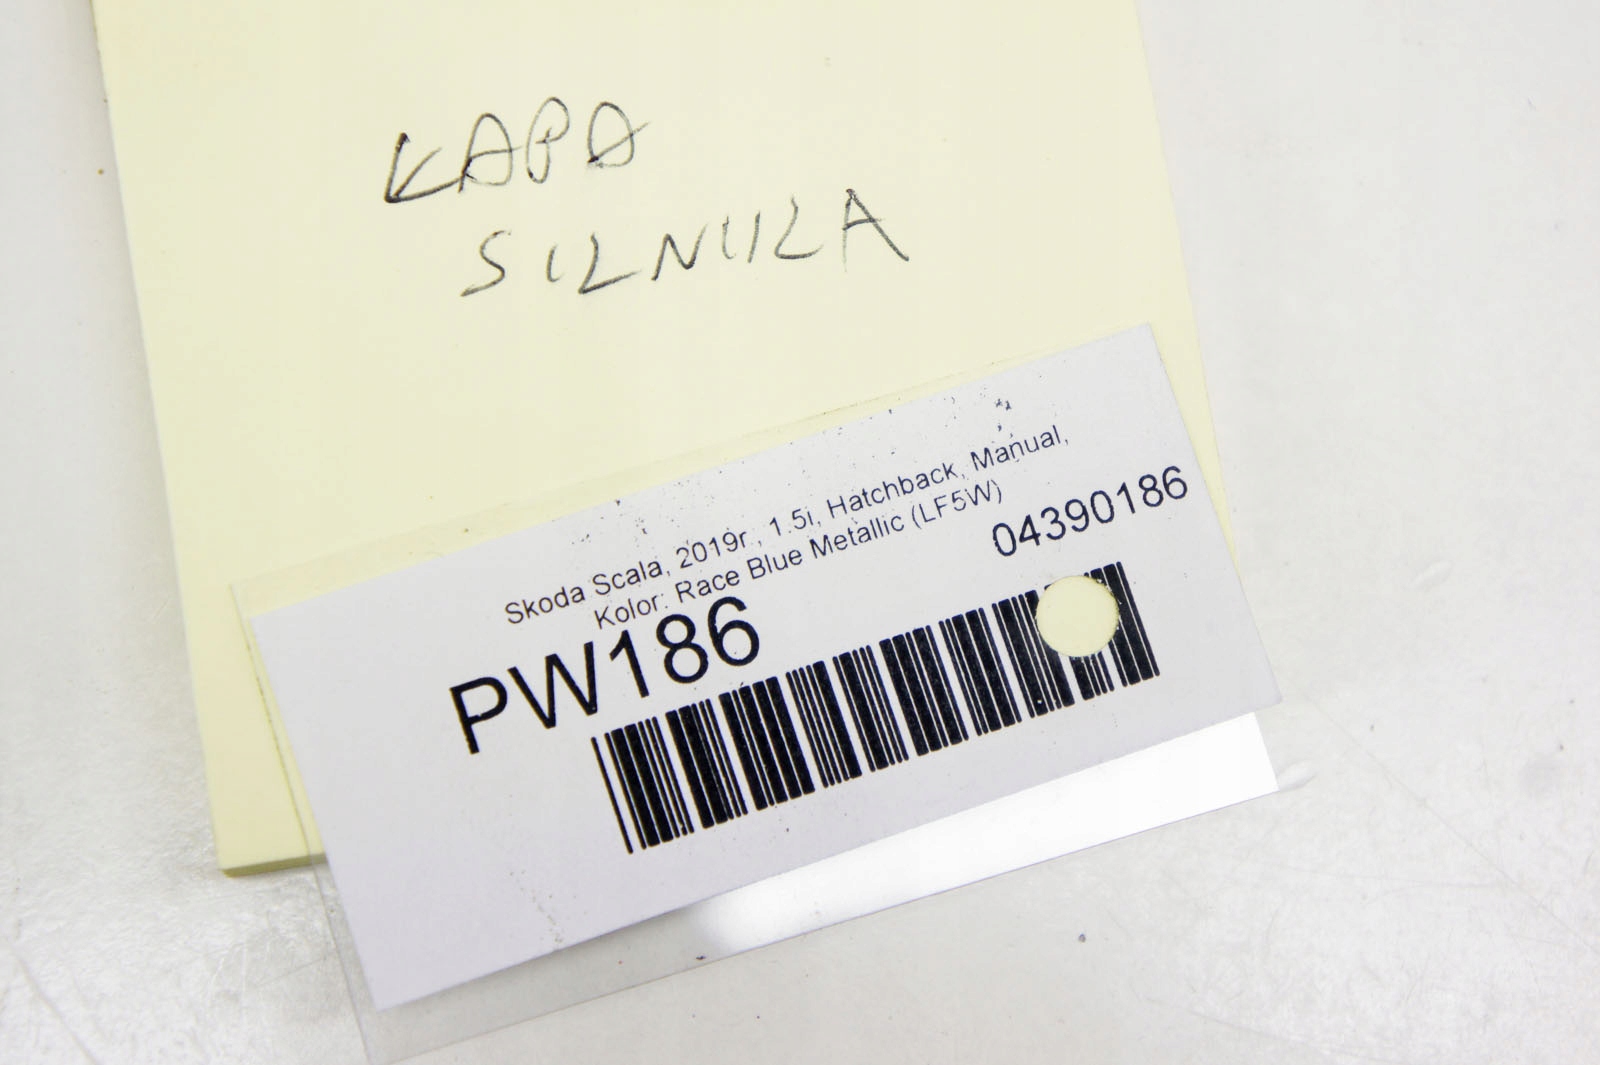 KAPA
SILNIKA
Skoda Scala, 2019r., 1.5i, Hatchback, Manual,
Kolor: Race Blue Metallic (LF5W)
04390186
PW186